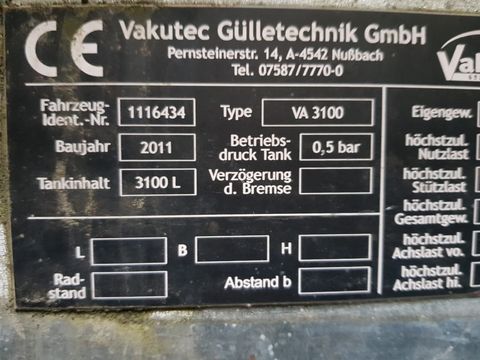 CE Vakutec Gülletechnik GmbH
Pernsteinerstr. 14, A-4542 Nußbach
Tel. 07587/7770-0
Fahrzeug-
Ident.-Nr. 1116434 Type VA 3100
Baujahr 2011 Betriebs-
druck Tank 0,5 bar
Tankinhalt 3100 L Verzögerung
d. Bremse
L B H
Rad-
stand Abstand b
Eigengew.
höchstzul.
Nutzlast
höchstzul.
Stützlast
höchstzul.
Gesamtgew.
höchstzul.
Achslast vo.
höchstzul.
Achslast hi.